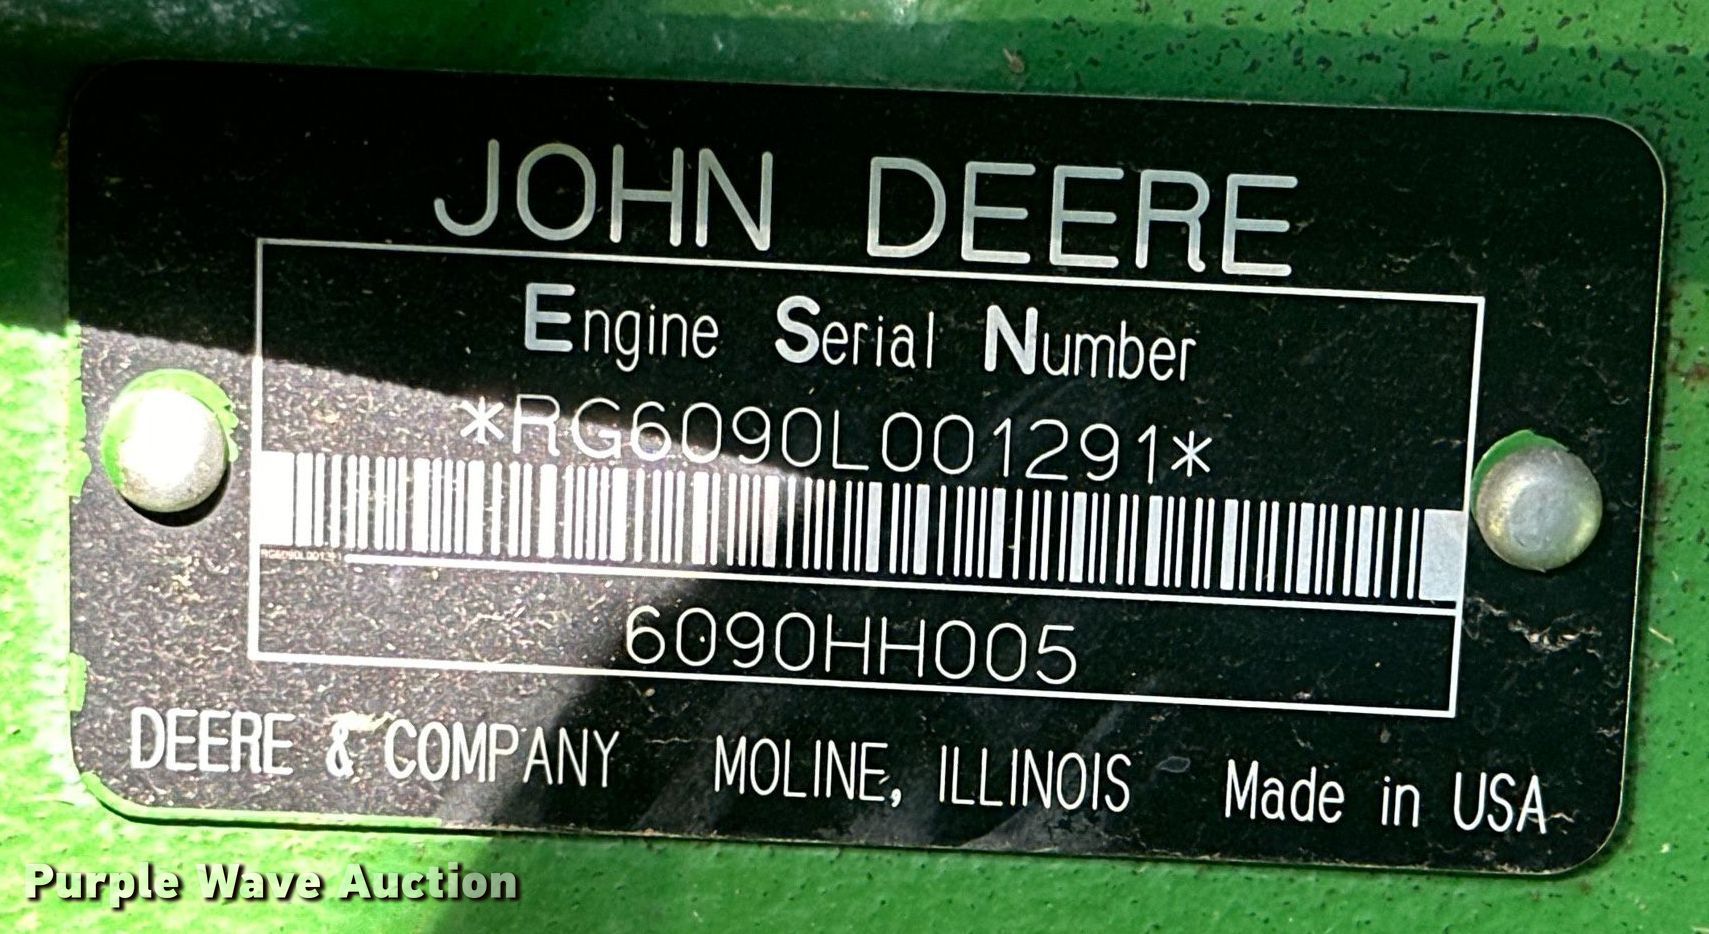 JOHN DEERE
Engine Serial Number
*RG6090L001291*
6090HH005
DEERE & COMPANY MOLINE, ILLINOIS Made in USA
Purple Wave Auction